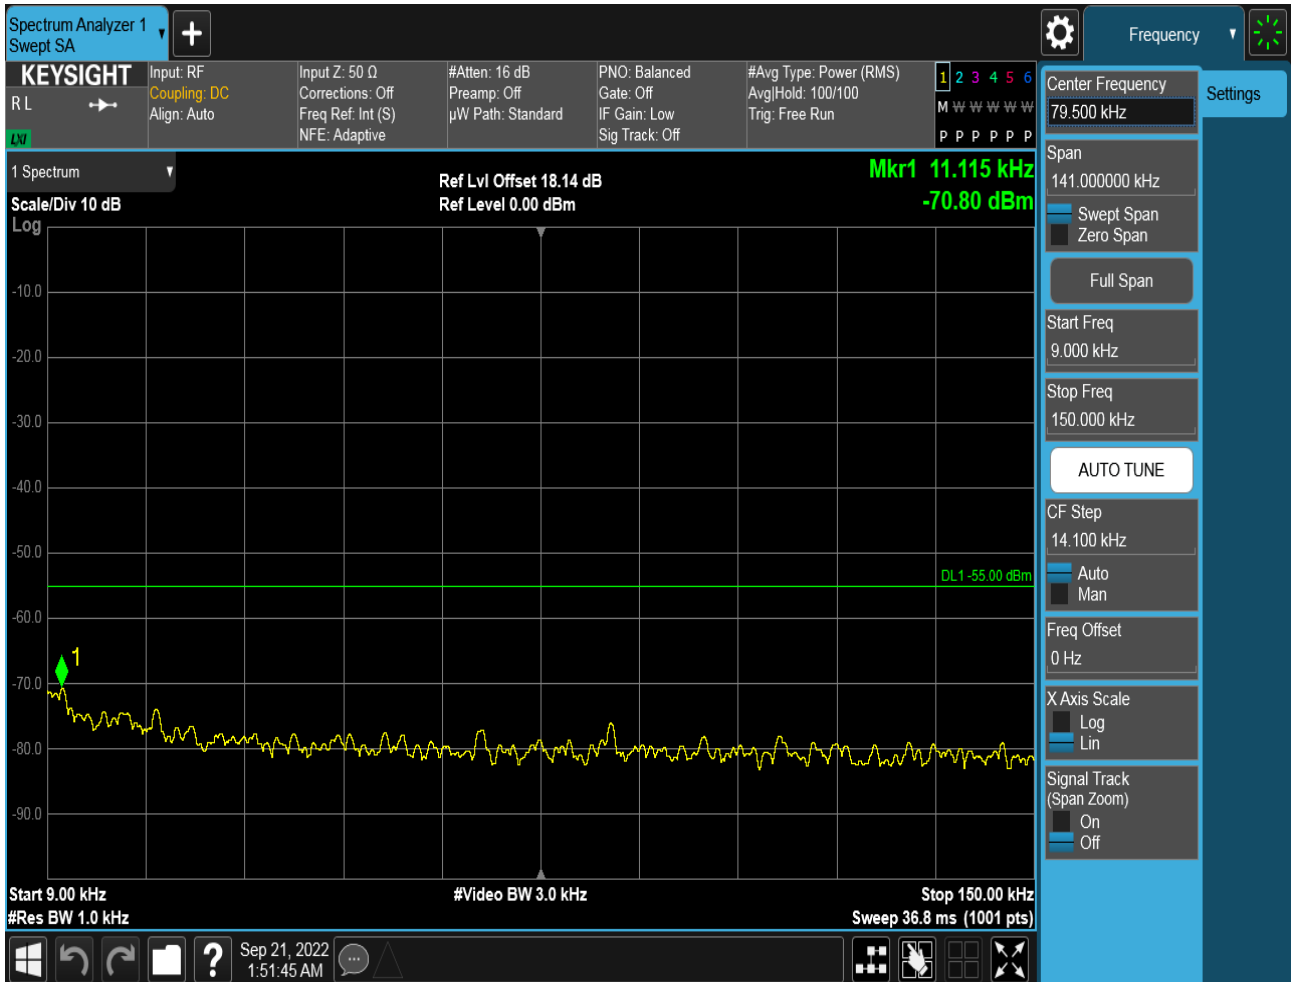 Spectrum Analyzer 1
Swept SA
+
Frequency
KEYSIGHT
R L
LXI
Input: RF
Coupling: DC
Align: Auto
Input Z: 50 Ω
Corrections: Off
Freq Ref: Int (S)
NFE: Adaptive
#Atten: 16 dB
Preamp: Off
µW Path: Standard
PNO: Balanced
Gate: Off
IF Gain: Low
Sig Track: Off
#Avg Type: Power (RMS)
Avg|Hold: 100/100
Trig: Free Run
1 2 3 4 5 6
M W W W W W
P P P P P P
1 Spectrum
Scale/Div 10 dB
Log
Ref Lvl Offset 18.14 dB
Ref Level 0.00 dBm
Mkr1 11.115 kHz
-70.80 dBm
-10.0
-20.0
-30.0
-40.0
-50.0
DL1 -55.00 dBm
-60.0
1
-70.0
-80.0
-90.0
Start 9.00 kHz
#Video BW 3.0 kHz
Stop 150.00 kHz
#Res BW 1.0 kHz
Sweep 36.8 ms (1001 pts)
Center Frequency
79.500 kHz
Settings
Span
141.000000 kHz
Swept Span
Zero Span
Full Span
Start Freq
9.000 kHz
Stop Freq
150.000 kHz
AUTO TUNE
CF Step
14.100 kHz
Auto
Man
Freq Offset
0 Hz
X Axis Scale
Log
Lin
Signal Track
(Span Zoom)
On
Off
?
Sep 21, 2022
1:51:45 AM